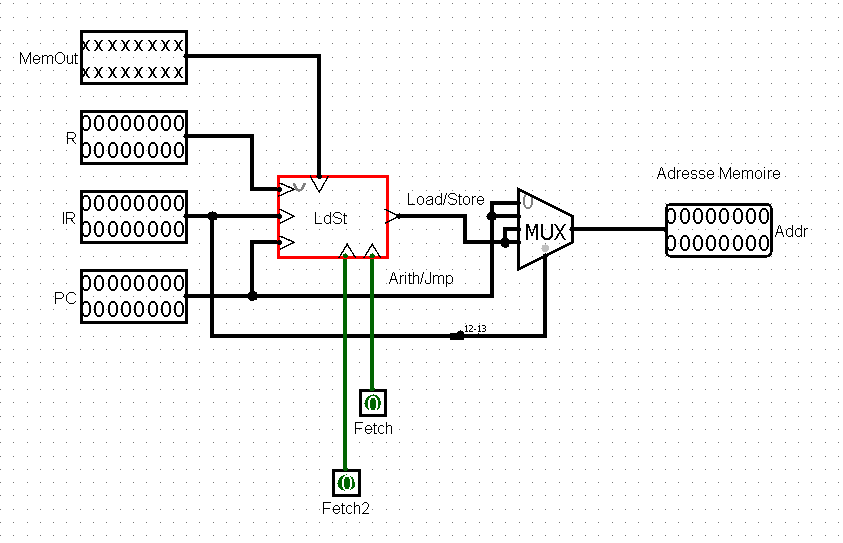 MemOut
xxxxxxxx
xxxxxxxx
R
00000000
00000000
IR
00000000
00000000
PC
00000000
00000000
LdSt
Load/Store
Arith/Jmp
12-13
0
MUX
Adresse Memoire
00000000
00000000
Addr
0
Fetch
0
Fetch2